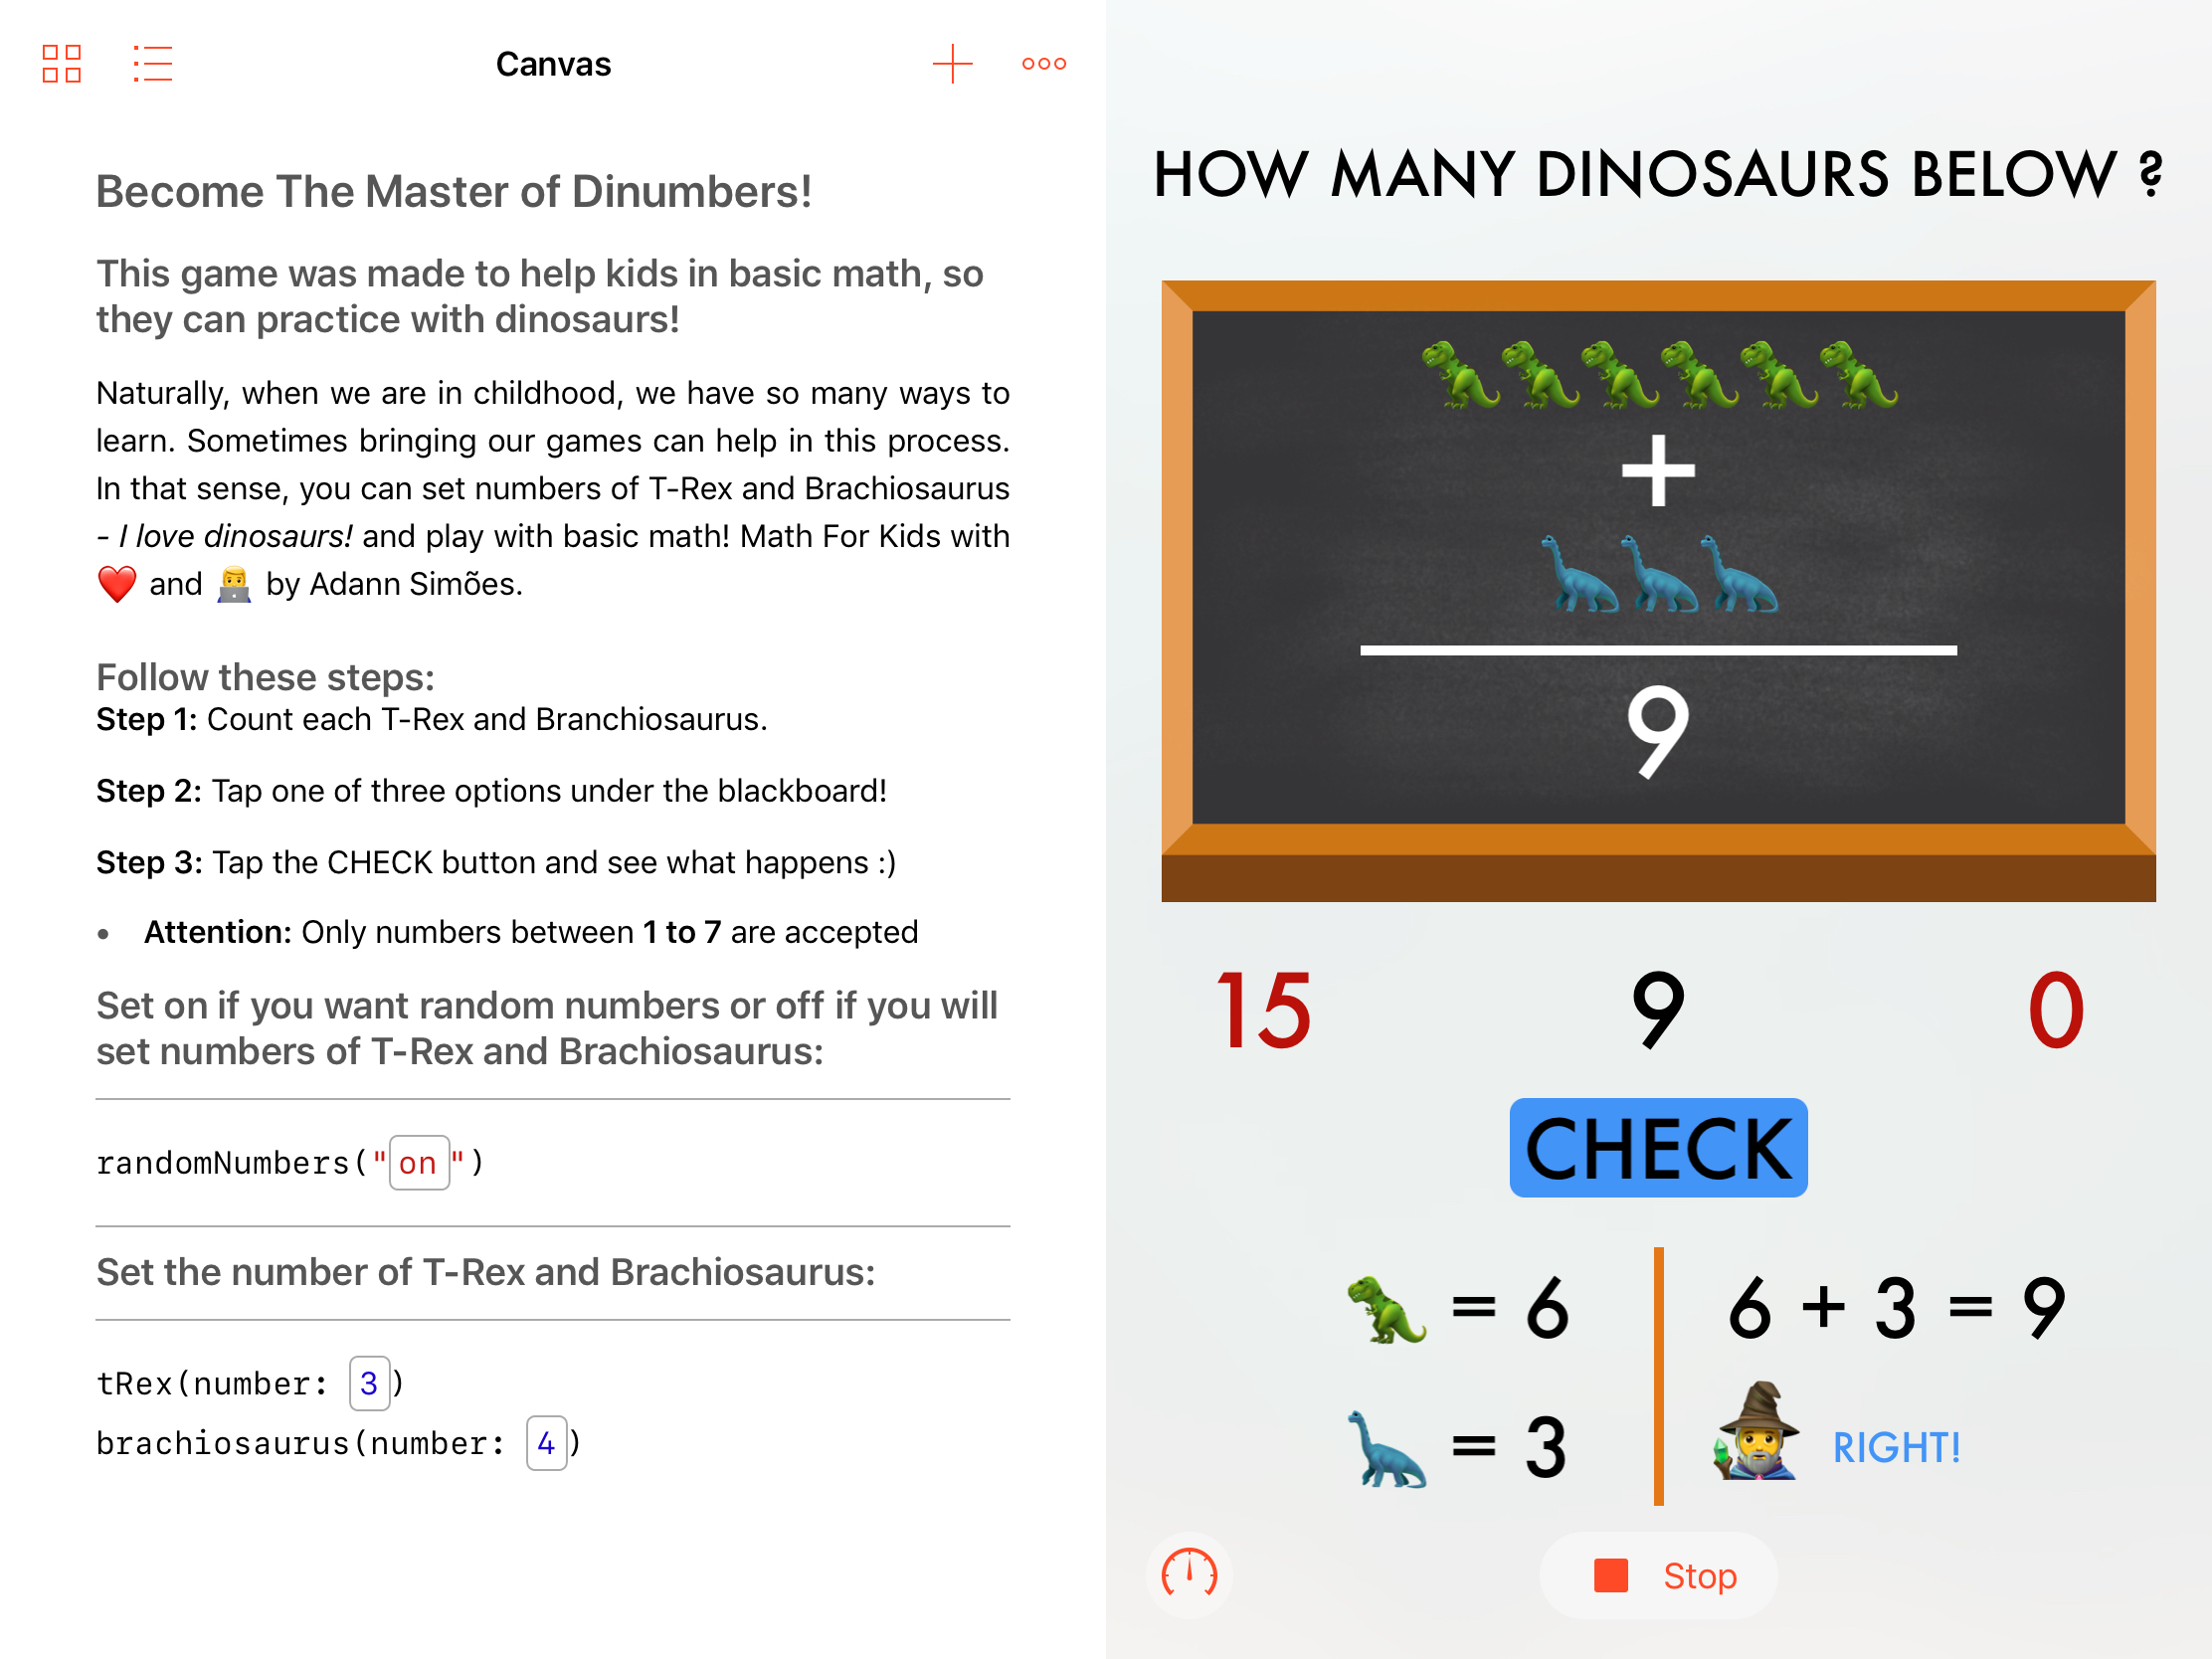 Canvas
Become The Master of Dinumbers!
This game was made to help kids in basic math, so
they can practice with dinosaurs!
Naturally, when we are in childhood, we have so many ways to
learn. Sometimes bringing our games can help in this process.
In that sense, you can set numbers of T-Rex and Brachiosaurus
- I love dinosaurs! and play with basic math! Math For Kids with
❤️ and 👨‍💻 by Adann Simões.
Follow these steps:
Step 1: Count each T-Rex and Branchiosaurus.
Step 2: Tap one of three options under the blackboard!
Step 3: Tap the CHECK button and see what happens :)
• Attention: Only numbers between 1 to 7 are accepted
Set on if you want random numbers or off if you will
set numbers of T-Rex and Brachiosaurus:
randomNumbers("on")
Set the number of T-Rex and Brachiosaurus:
tRex(number: 3)
brachiosaurus(number: 4)
HOW MANY DINOSAURS BELOW ?
+
9
15 9 0
CHECK
= 6
= 3
6 + 3 = 9
RIGHT!
Stop